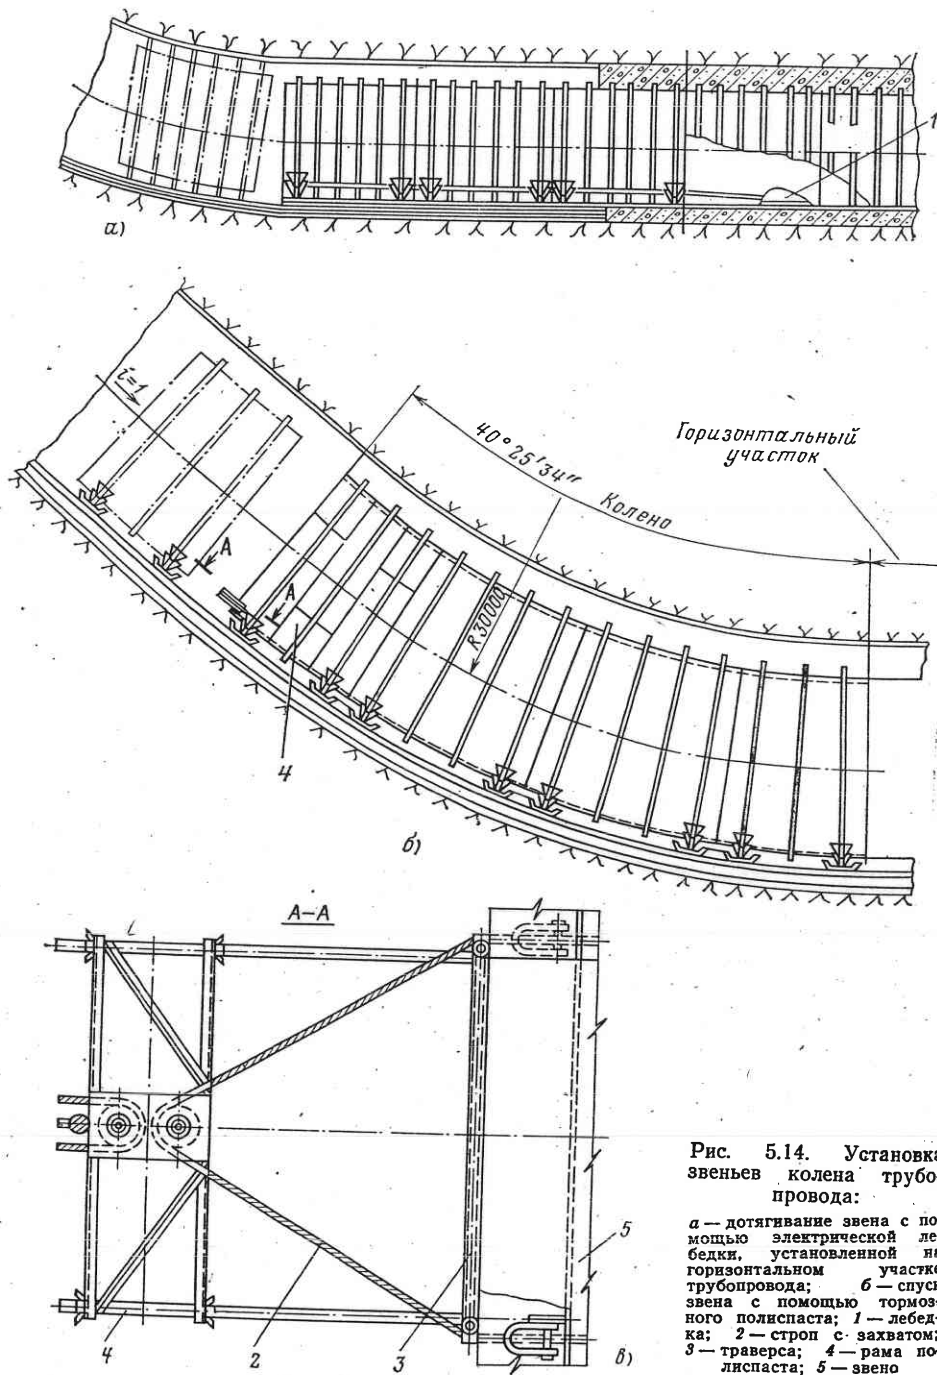 1
а)
i=1
40°25'34"
Колено
Горизонтальный
участок
А
А
R30000
4
б)
А–А
5
4
2
3
в)
Рис. 5.14. Установка
звеньев колена трубо-
провода:
а — дотягивание звена с по-
мощью электрической ле-
бедки, установленной на
горизонтальном участке
трубопровода; б — спуск
звена с помощью тормоз-
ного полиспаста; 1 — лебед-
ка; 2 — строп с захватом;
3 — траверса; 4 — рама по-
лиспаста; 5 — звено